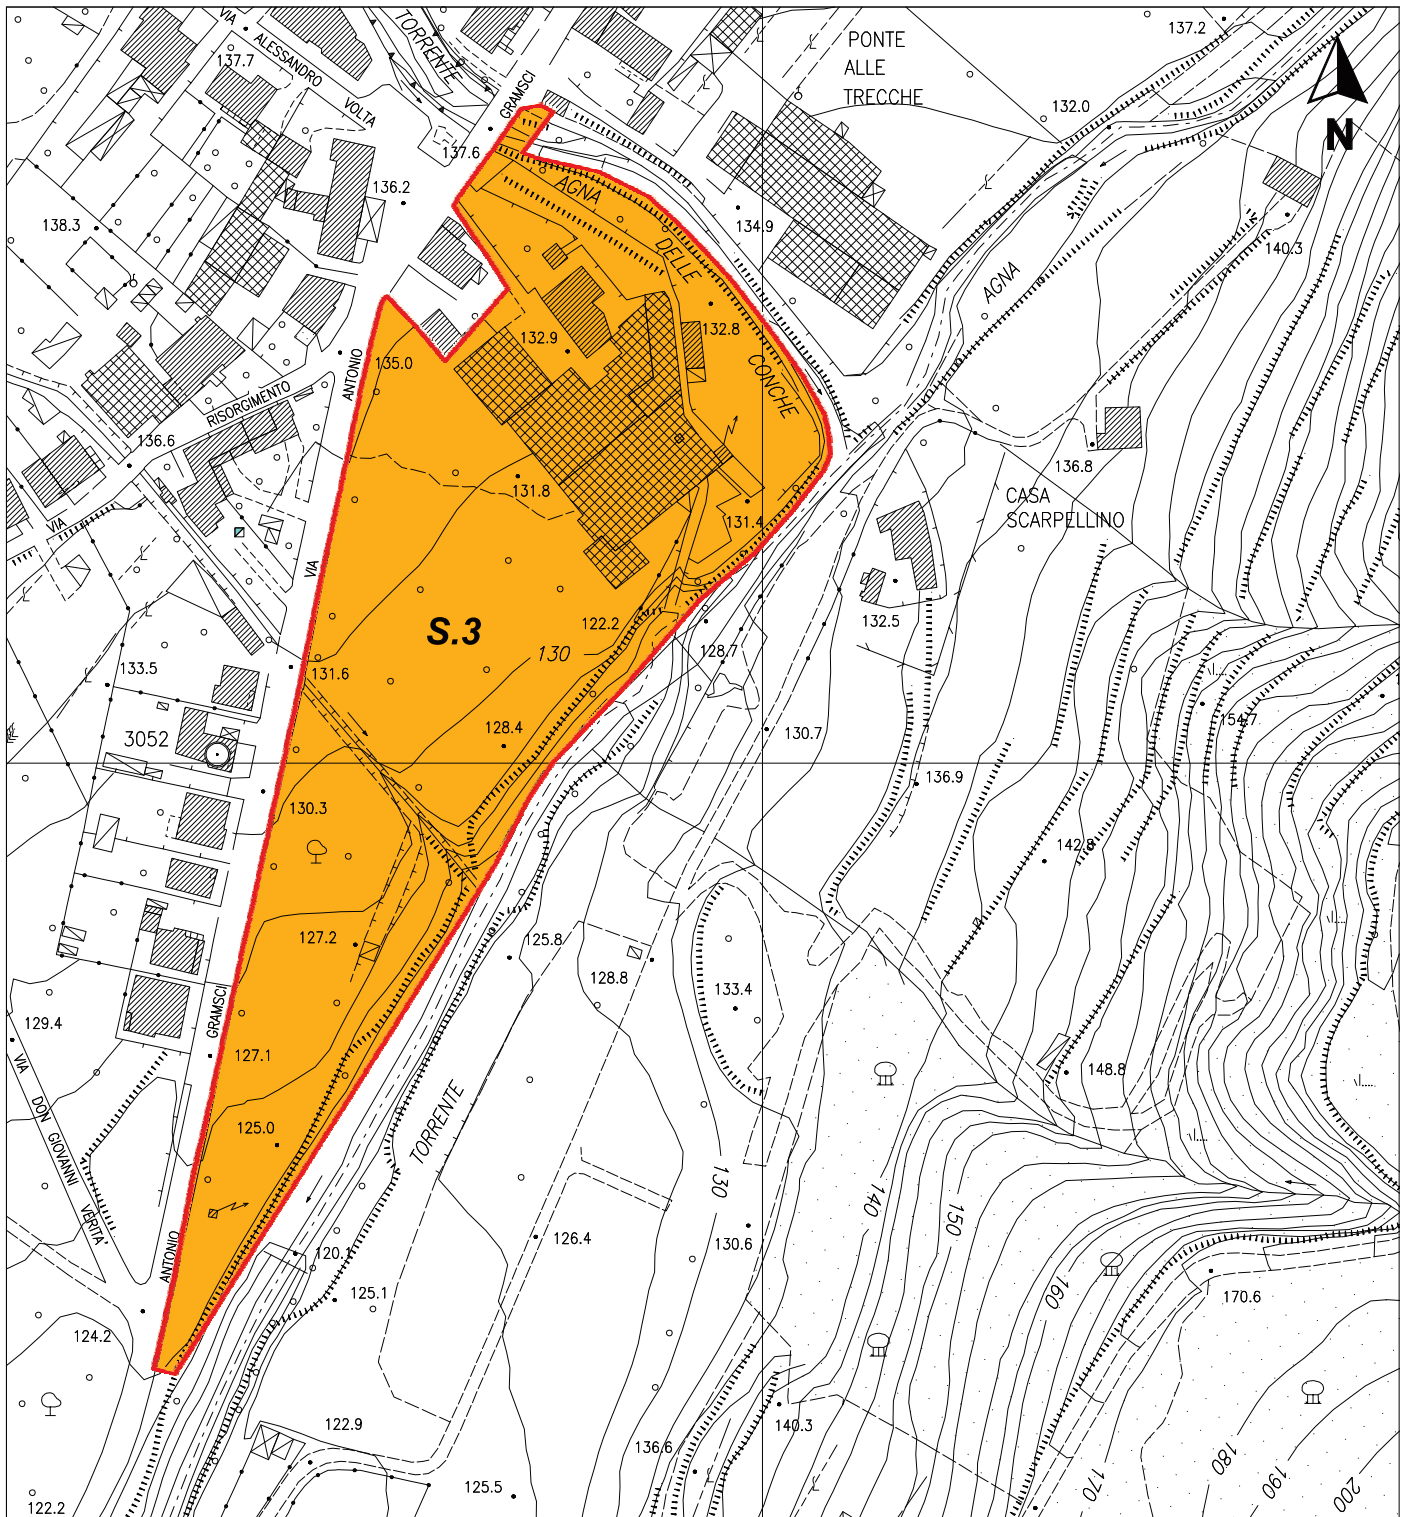 VIA
ALESSANDRO
VOLTA
137.7
TORRENTE
GRAMSCI
137.6
136.2
138.3
PONTE
ALLE
TRECCHE
137.2
132.0
N
AGNA
DELLE
CONCHE
134.9
AGNA
140.3
132.8
132.9
135.0
ANTONIO
RISORGIMENTO
136.6
VIA
131.8
131.4
136.8
CASA
SCARPELLINO
VIA
S.3
122.2
130
128.7
132.5
133.5
131.6
3052
128.4
130.7
154.7
136.9
130.3
142.8
127.2
125.8
128.8
133.4
129.4
GRAMSCI
127.1
VIA
DON GIOVANNI
VERITA'
125.0
TORRENTE
148.8
130
140
150
160
ANTONIO
120.1
126.4
130.6
125.1
170.6
124.2
122.9
140.3
136.6
125.5
122.2
170
180
190
200